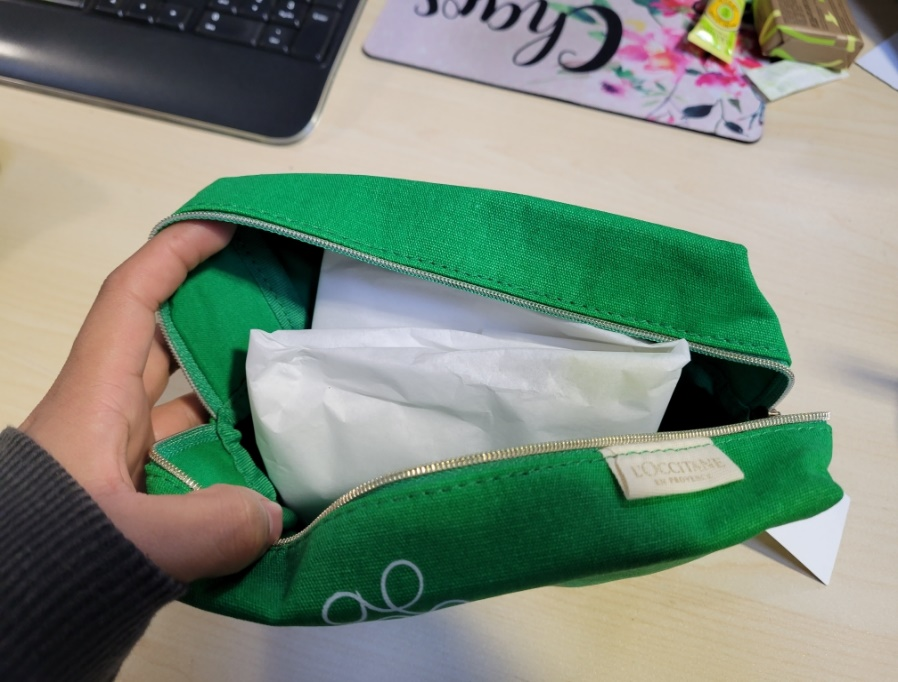 Chaos
L'OCCITANE
EN PROVENCE